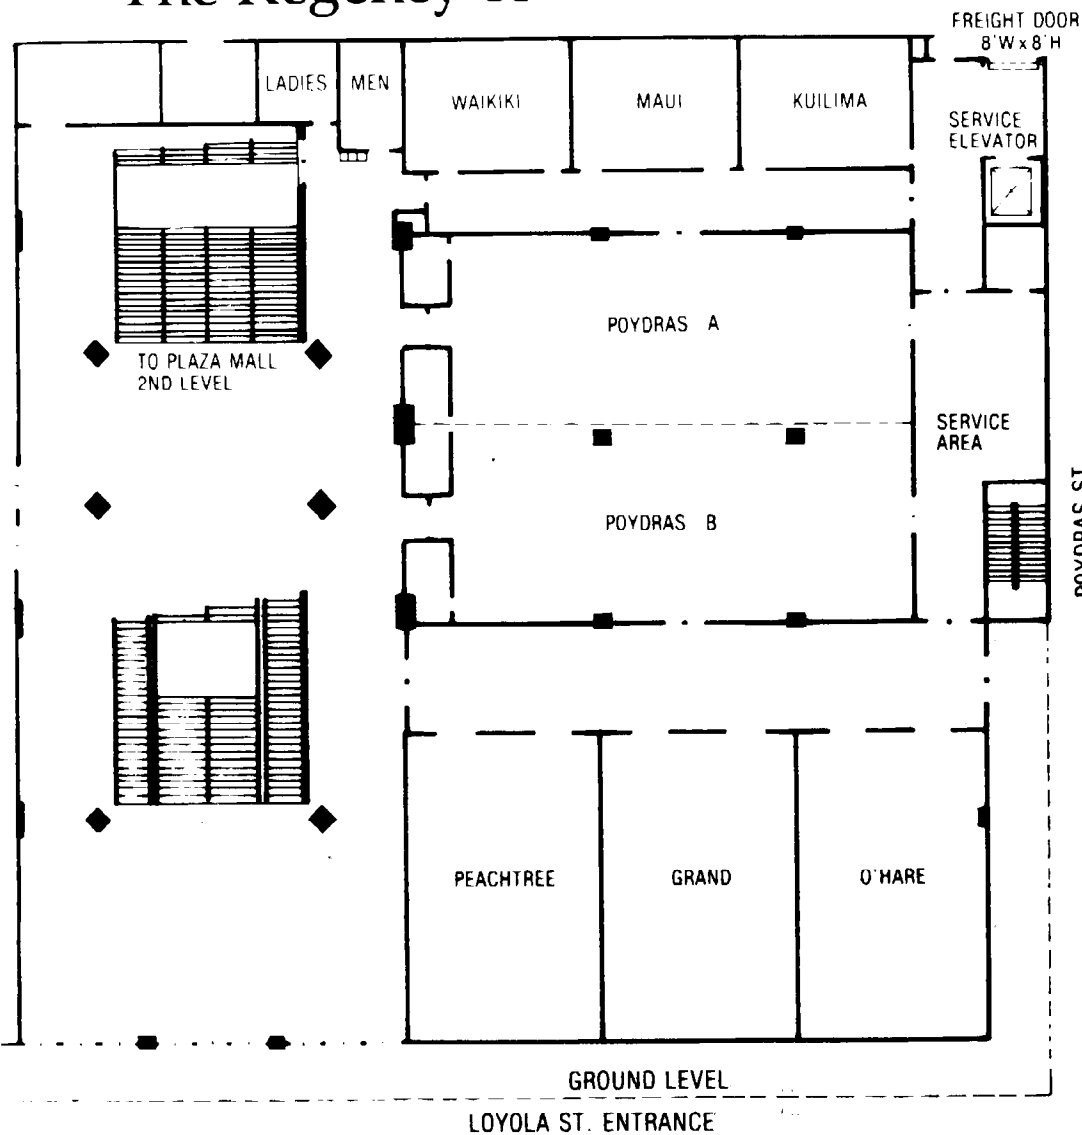 The Regency
FREIGHT DOOR
8'W x 8'H
LADIES
MEN
WAIKIKI
MAUI
KUILIMA
SERVICE
ELEVATOR
POYDRAS A
TO PLAZA MALL
2ND LEVEL
SERVICE
AREA
POYDRAS ST
POYDRAS B
PEACHTREE
GRAND
O'HARE
GROUND LEVEL
LOYOLA ST. ENTRANCE